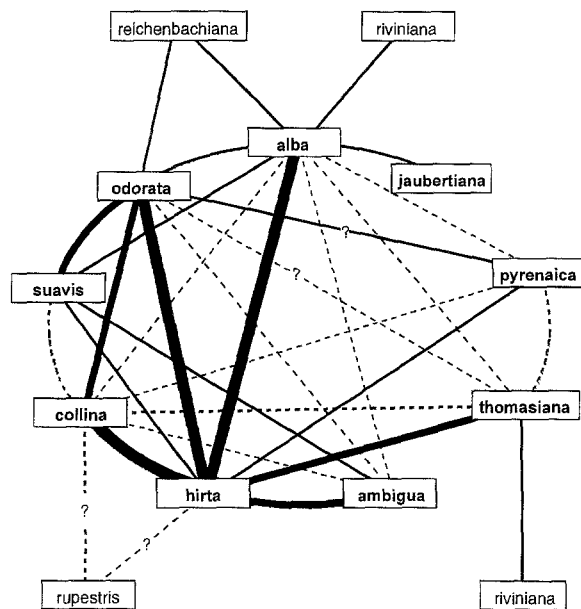 reichenbachiana
riviniana
alba
odorata
jaubertiana
?
pyrenaica
?
suavis
collina
thomasiana
hirta
ambigua
?
?
rupestris
riviniana